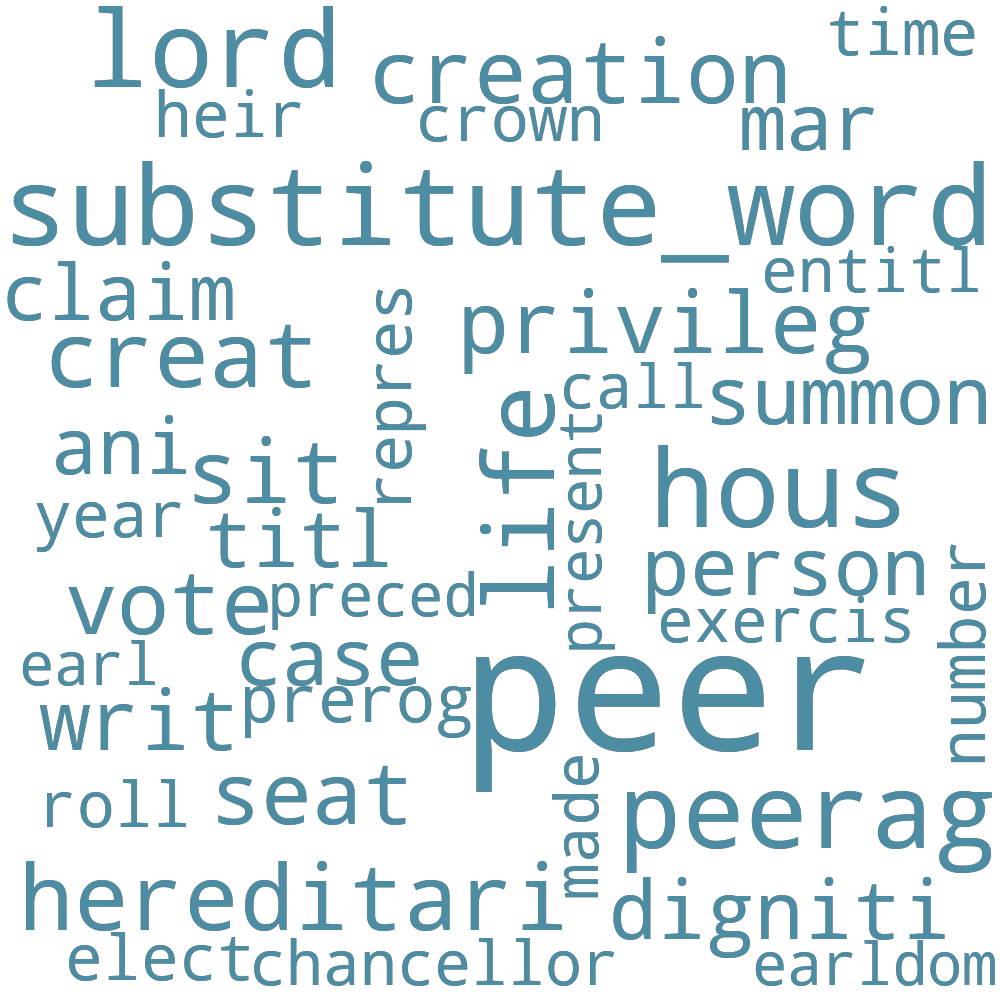 lord
creation
time
heir
crown
mar
substitute_word
claim
entitl
repres
privileg
creat
life
call
summon
ani
sit
present
hous
year
titl
person
vote
preced
exercis
number
earl
case
peer
writ
prerog
roll
seat
made
peerag
hereditari
digniti
elect
chancellor
earldom